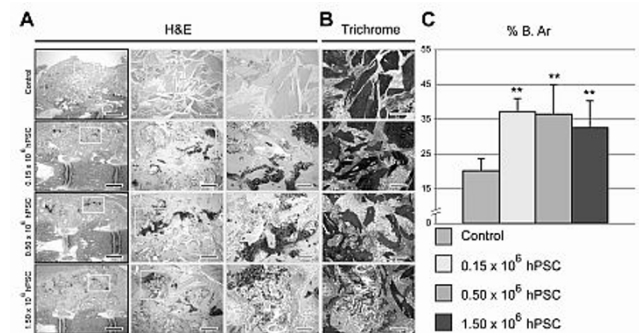 A
H&E
B
Trichrome
C
% B. Ar
Control
0.15 x 10⁶ hPSC
0.50 x 10⁶ hPSC
1.50 x 10⁶ hPSC
55
45
35
25
15
0
**
**
**
Control
0.15 x 10⁶ hPSC
0.50 x 10⁶ hPSC
1.50 x 10⁶ hPSC